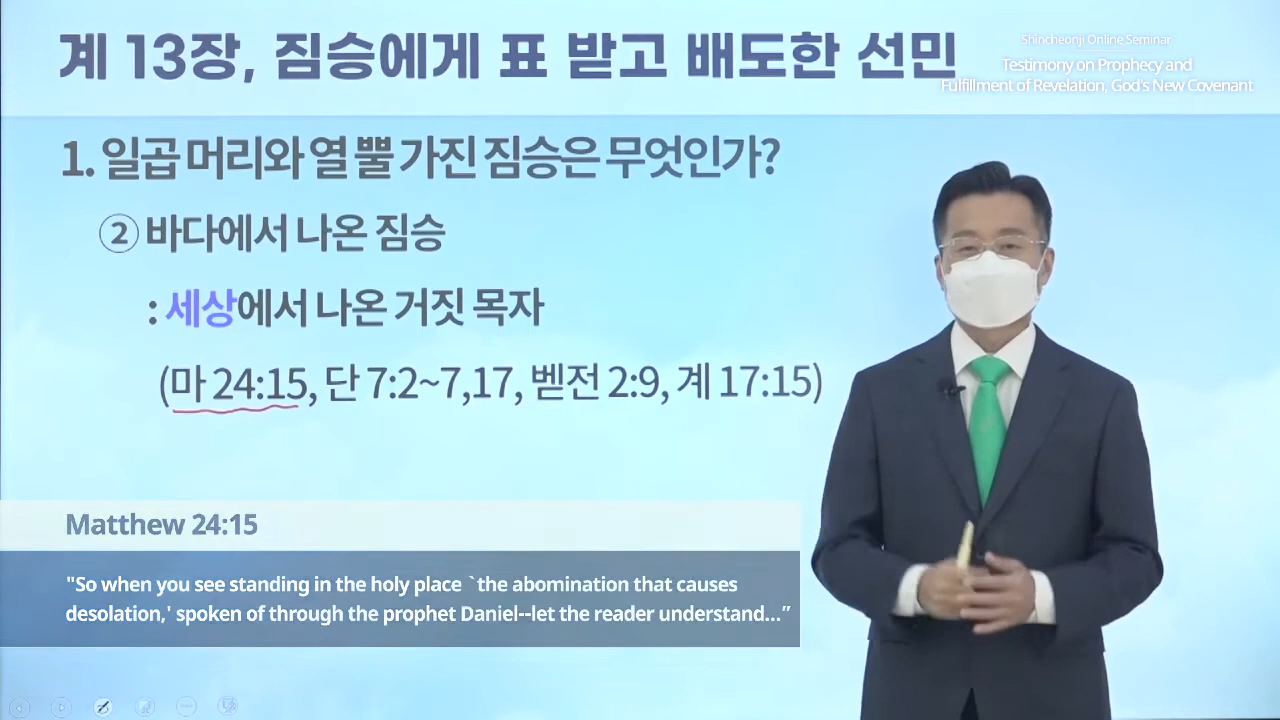 계 13장, 짐승에게 표 받고 배도한 선민
Shincheonji Online Seminar
Testimony on Prophecy and
Fulfillment of Revelation, God's New Covenant
1. 일곱 머리와 열 뿔 가진 짐승은 무엇인가?
② 바다에서 나온 짐승
: 세상에서 나온 거짓 목자
(마 24:15, 단 7:2~7,17, 벧전 2:9, 계 17:15)
Matthew 24:15
"So when you see standing in the holy place `the abomination that causes
desolation,' spoken of through the prophet Daniel--let the reader understand...”